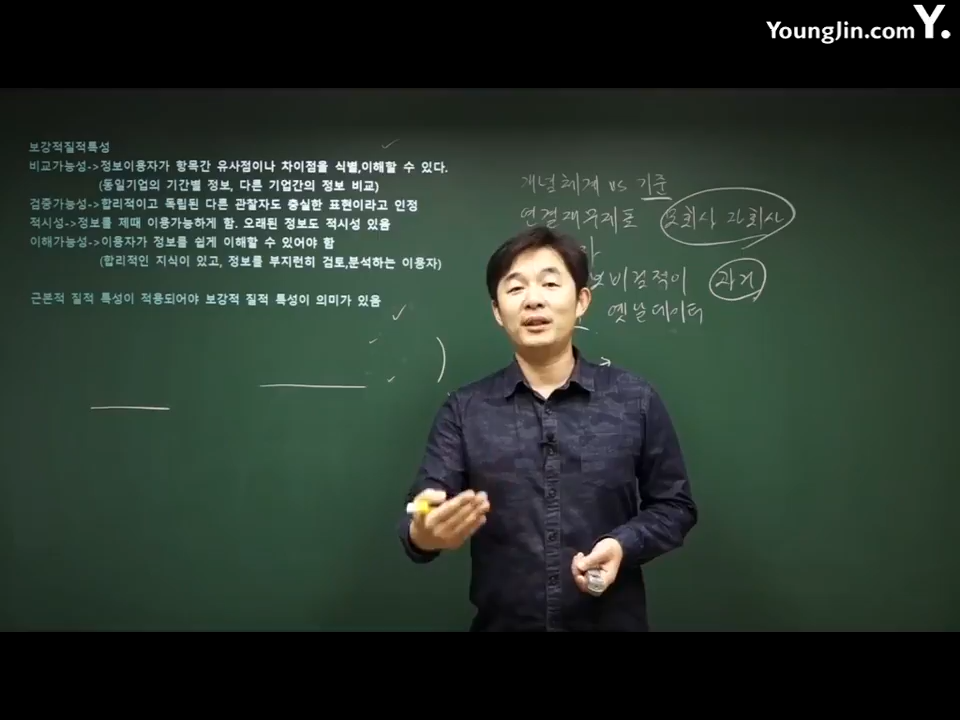 YoungJin.com Y.
보강적질적특성
비교가능성->정보이용자가 항목간 유사점이나 차이점을 식별,이해할 수 있다.
(동일기업의 기간별 정보, 다른 기업간의 정보 비교)
검증가능성->합리적이고 독립된 다른 관찰자도 충실한 표현이라고 인정
적시성->정보를 제때 이용가능하게 함. 오래된 정보도 적시성 있음
이해가능성->이용자가 정보를 쉽게 이해할 수 있어야 함
(합리적인 지식이 있고, 정보를 부지런히 검토,분석하는 이용자)
근본적 질적 특성이 적용되어야 보강적 질적 특성이 의미가 있음
개념체계 vs 기준
연결재무제표 모회사 자회사
비검적이 과거
옛날데이터